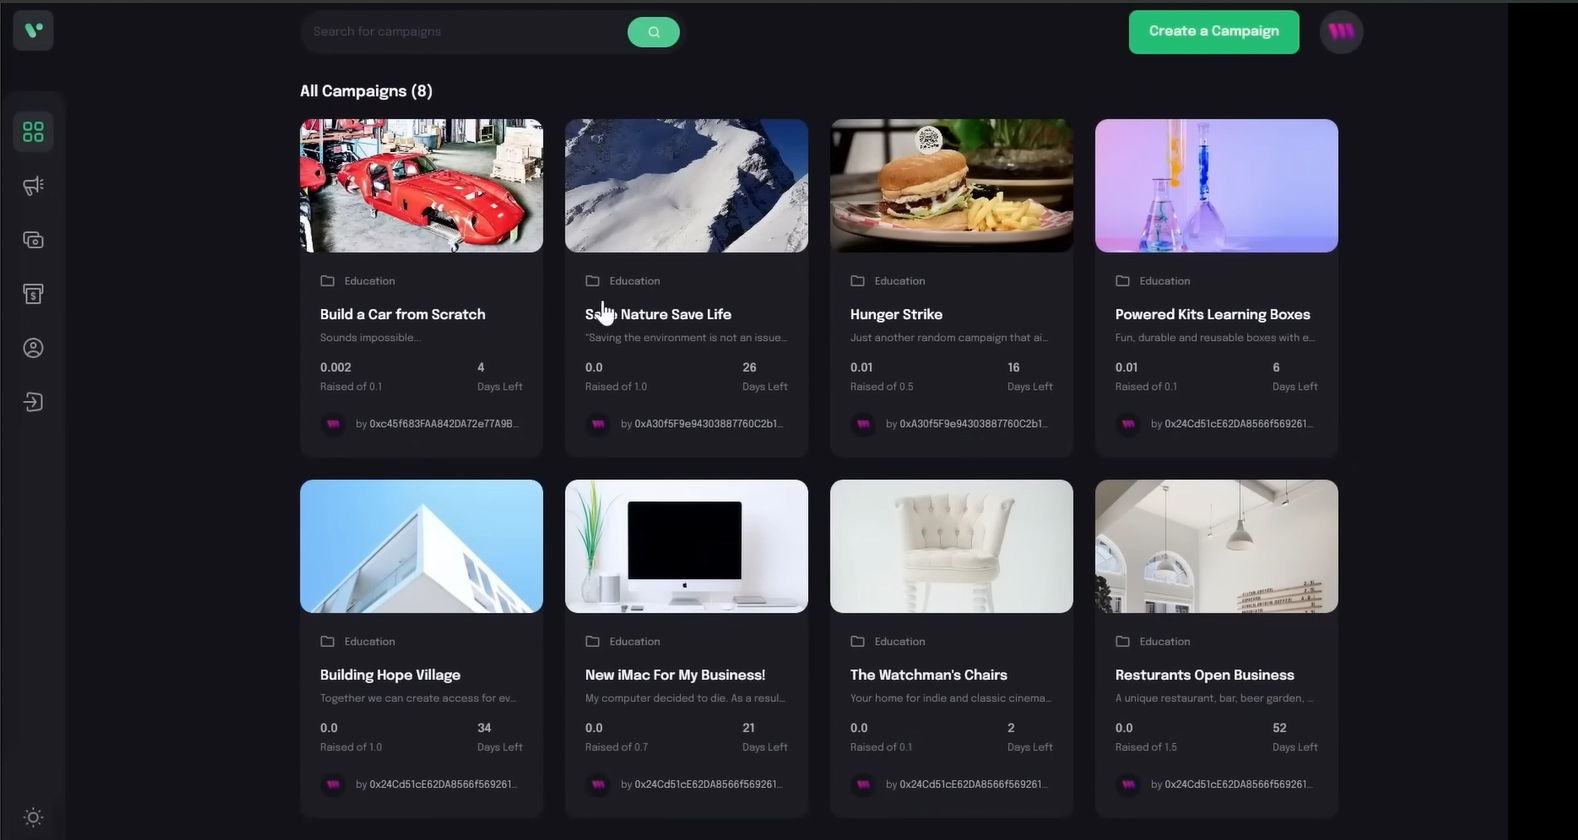 Search for campaigns
Create a Campaign
All Campaigns (8)
Education
Build a Car from Scratch
Sounds impossible...
0.002
Raised of 0.1
4
Days Left
by 0xc45f683FAA842DA72e77A9B...
Education
Nature Save Life
"Saving the environment is not an issue...
0.0
Raised of 1.0
26
Days Left
by 0xA30f5F9e94303887760C2b1...
Education
Hunger Strike
Just another random campaign that ai...
0.01
Raised of 0.5
16
Days Left
by 0xA30f5F9e94303887760C2b1...
Education
Powered Kits Learning Boxes
Fun, durable and reusable boxes with e...
0.01
Raised of 0.1
6
Days Left
by 0x24Cd51cE62DA8566f569261...
Education
Building Hope Village
Together we can create access for ev...
0.0
Raised of 1.0
34
Days Left
by 0x24Cd51cE62DA8566f569261...
Education
New iMac For My Business!
My computer decided to die. As a resul...
0.0
Raised of 0.7
21
Days Left
by 0x24Cd51cE62DA8566f569261...
Education
The Watchman's Chairs
Your home for indie and classic cinema...
0.0
Raised of 0.1
2
Days Left
by 0x24Cd51cE62DA8566f569261...
Education
Resturants Open Business
A unique restaurant, bar, beer garden, ...
0.0
Raised of 1.5
52
Days Left
by 0x24Cd51cE62DA8566f569261...